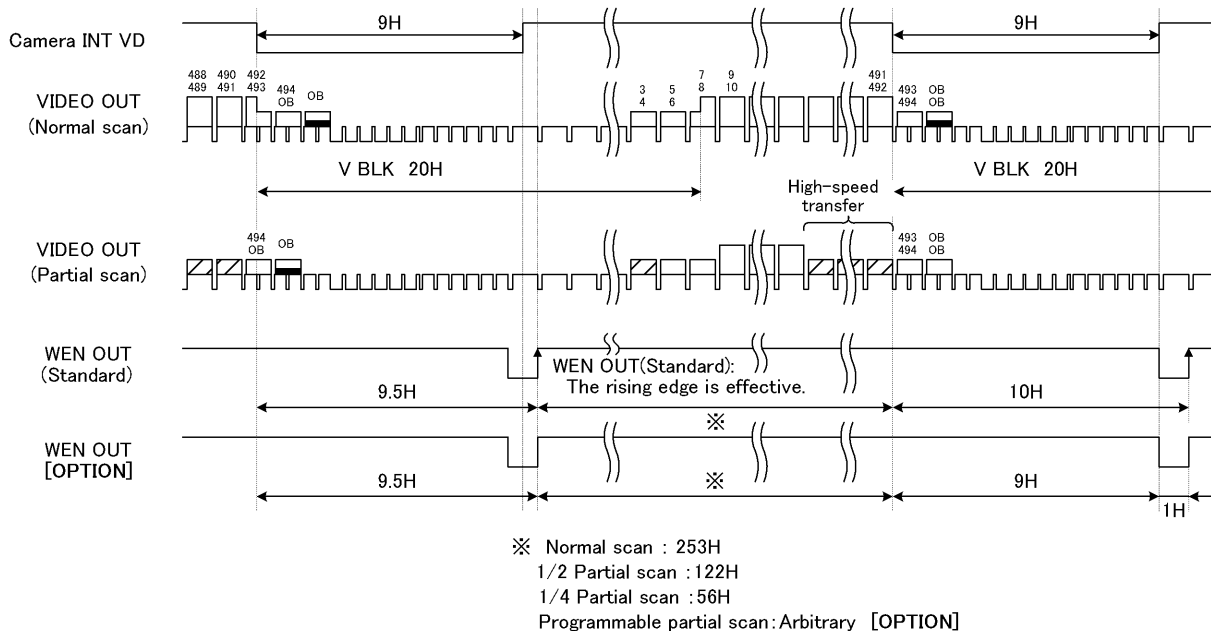 9H 9H
Camera INT VD
488 490 492
489 491 493 494 OB
OB
3 5 7 9
4 6 8 10
491 493 OB
492 494 OB
VIDEO OUT
(Normal scan)
V BLK 20H V BLK 20H
High-speed
transfer
VIDEO OUT
(Partial scan)
494 OB
OB
493 OB
494 OB
WEN OUT
(Standard)
WEN OUT(Standard):
The rising edge is effective.
9.5H 10H
※
WEN OUT
[OPTION]
9.5H ※ 9H
1H
※ Normal scan : 253H
1/2 Partial scan :122H
1/4 Partial scan :56H
Programmable partial scan:Arbitrary [OPTION]